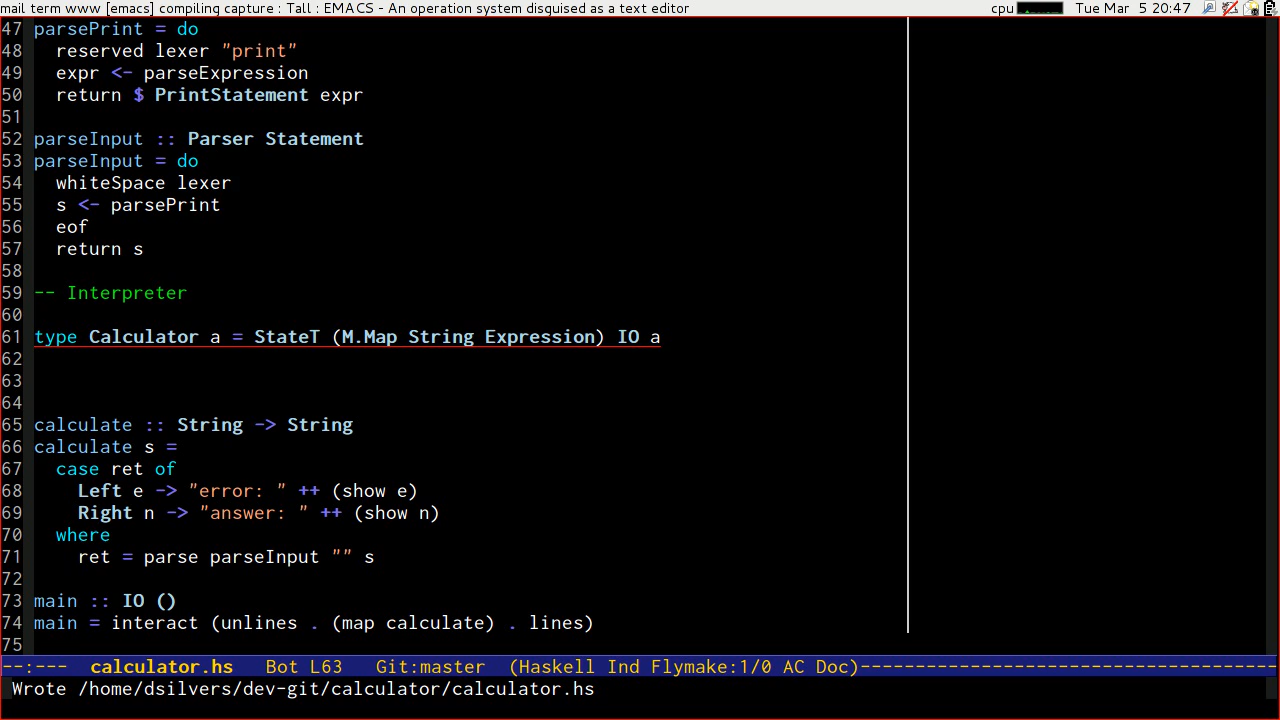 mail term www [emacs] compiling capture : Tall : EMACS - An operation system disguised as a text editor cpu Tue Mar 5 20:47
47 parsePrint = do
48   reserved lexer "print"
49   expr <- parseExpression
50   return $ PrintStatement expr
51
52 parseInput :: Parser Statement
53 parseInput = do
54   whiteSpace lexer
55   s <- parsePrint
56   eof
57   return s
58
59 -- Interpreter
60
61 type Calculator a = StateT (M.Map String Expression) IO a
62
63
64
65 calculate :: String -> String
66 calculate s =
67   case ret of
68     Left e -> "error: " ++ (show e)
69     Right n -> "answer: " ++ (show n)
70   where
71     ret = parse parseInput "" s
72
73 main :: IO ()
74 main = interact (unlines . (map calculate) . lines)
75
--:--- calculator.hs Bot L63 Git:master (Haskell Ind Flymake:1/0 AC Doc)--------------------------------------
Wrote /home/dsilvers/dev-git/calculator/calculator.hs